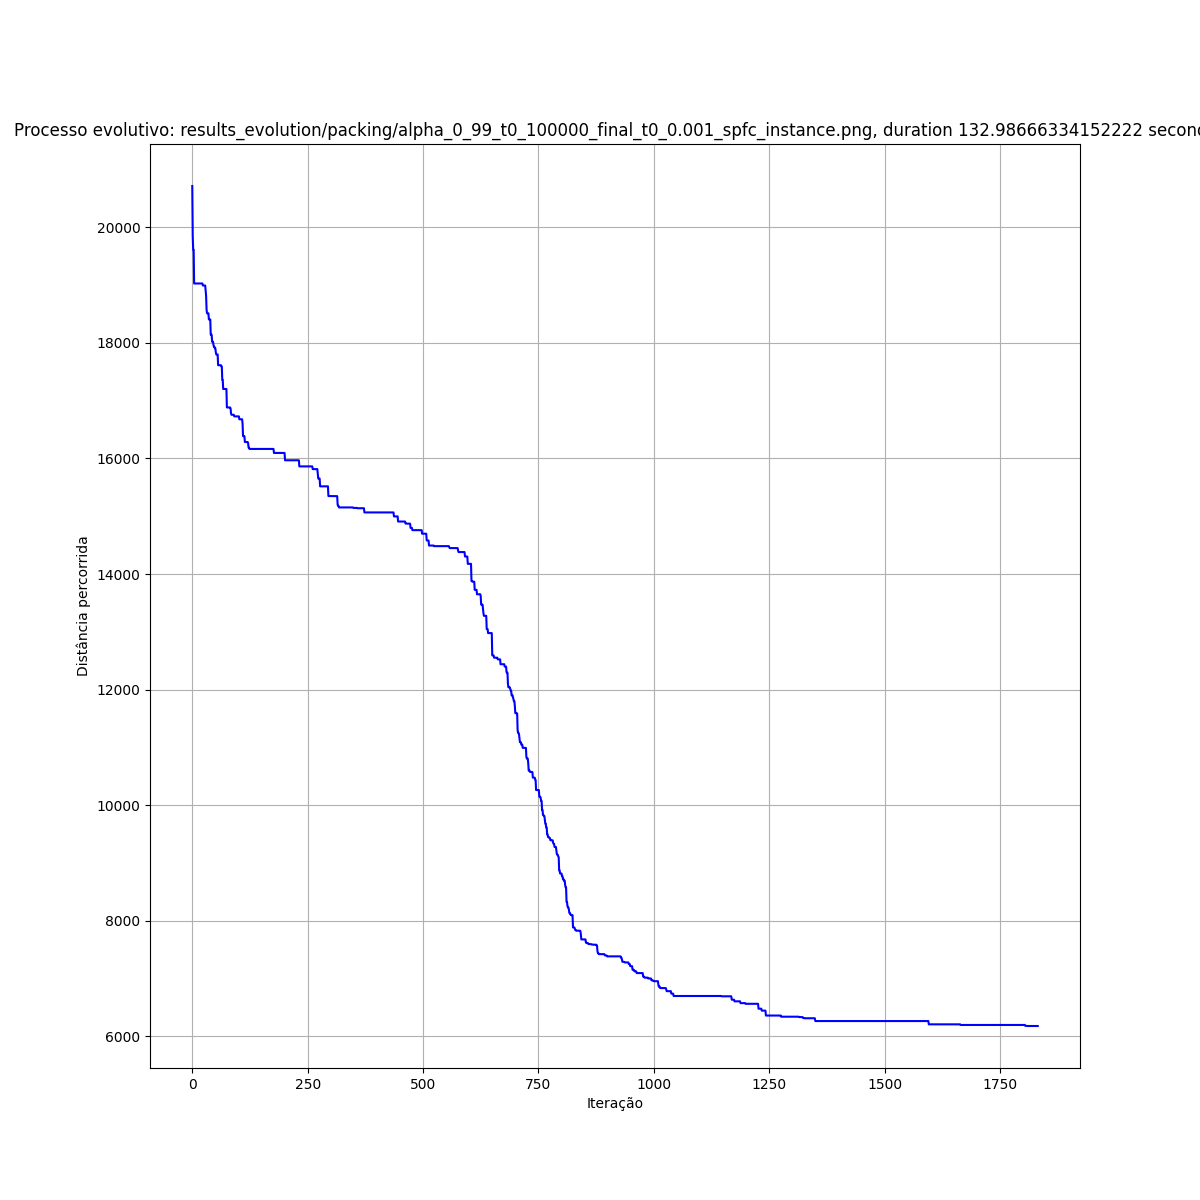 Processo evolutivo: results_evolution/packing/alpha_0_99_t0_100000_final_t0_0.001_spfc_instance.png, duration 132.98666334152222 secon
20000
18000
16000
14000
12000
10000
8000
6000
Distância percorrida
0 250 500 750 1000 1250 1500 1750
Iteração